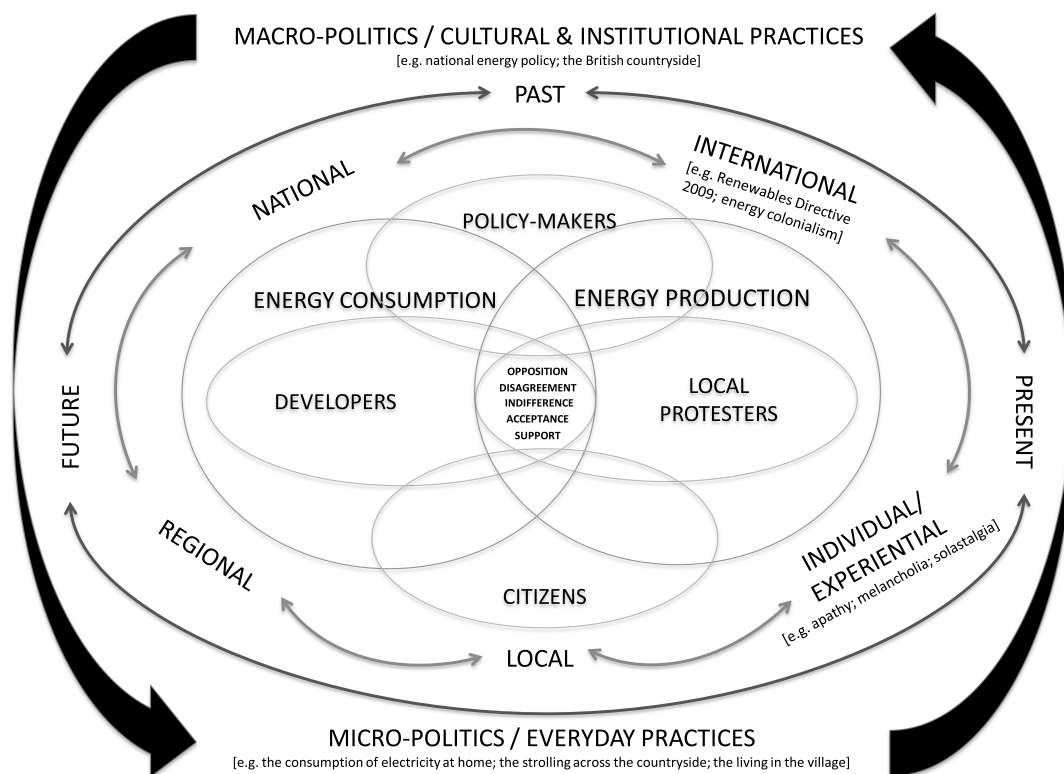 MACRO-POLITICS / CULTURAL & INSTITUTIONAL PRACTICES
[e.g. national energy policy; the British countryside]
PAST
NATIONAL
INTERNATIONAL
[e.g. Renewables Directive
2009; energy colonialism]
POLICY-MAKERS
ENERGY CONSUMPTION
ENERGY PRODUCTION
OPPOSITION
DISAGREEMENT
INDIFFERENCE
ACCEPTANCE
SUPPORT
DEVELOPERS
LOCAL
PROTESTERS
FUTURE
PRESENT
REGIONAL
INDIVIDUAL/
EXPERIENTIAL
[e.g. apathy; melancholia; solastalgia]
CITIZENS
LOCAL
MICRO-POLITICS / EVERYDAY PRACTICES
[e.g. the consumption of electricity at home; the strolling across the countryside; the living in the village]